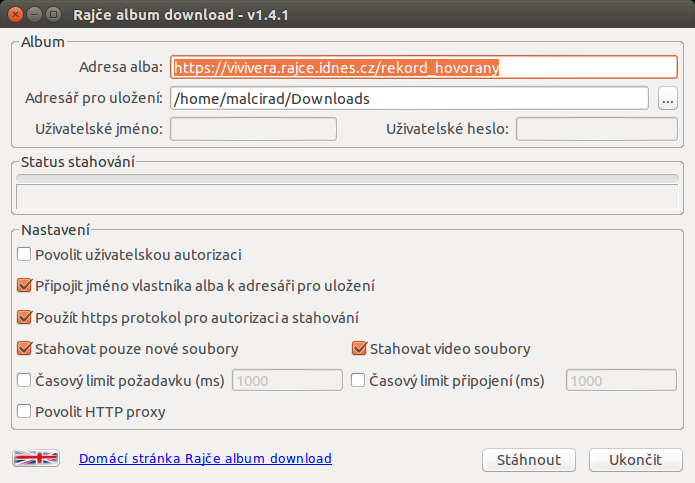 Rajče album download - v1.4.1
Album
Adresa alba: https://vivivera.rajce.idnes.cz/rekord_hovorany
Adresář pro uložení: /home/malcirad/Downloads ...
Uživatelské jméno: Uživatelské heslo:
Status stahování
Nastavení
Povolit uživatelskou autorizaci
Připojit jméno vlastníka alba k adresáři pro uložení
Použít https protokol pro autorizaci a stahování
Stahovat pouze nové soubory Stahovat video soubory
Časový limit požadavku (ms) 1000 Časový limit připojení (ms) 1000
Povolit HTTP proxy
Domácí stránka Rajče album download Stáhnout Ukončit